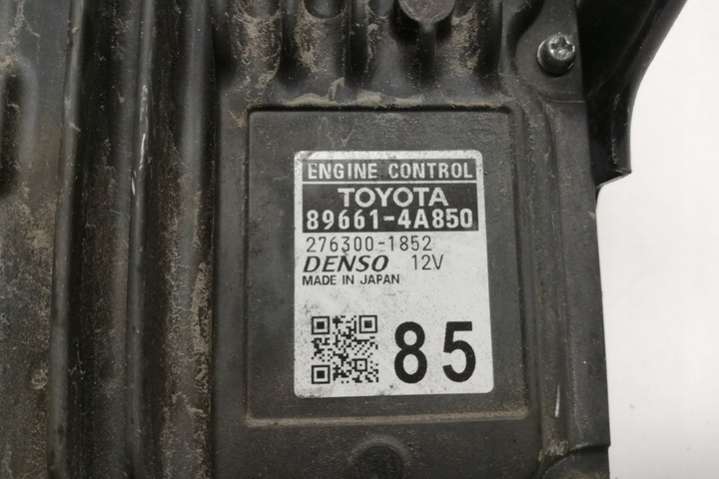 ENGINE CONTROL
TOYOTA
89661-4A850
276300-1852
DENSO 12V
MADE IN JAPAN
85